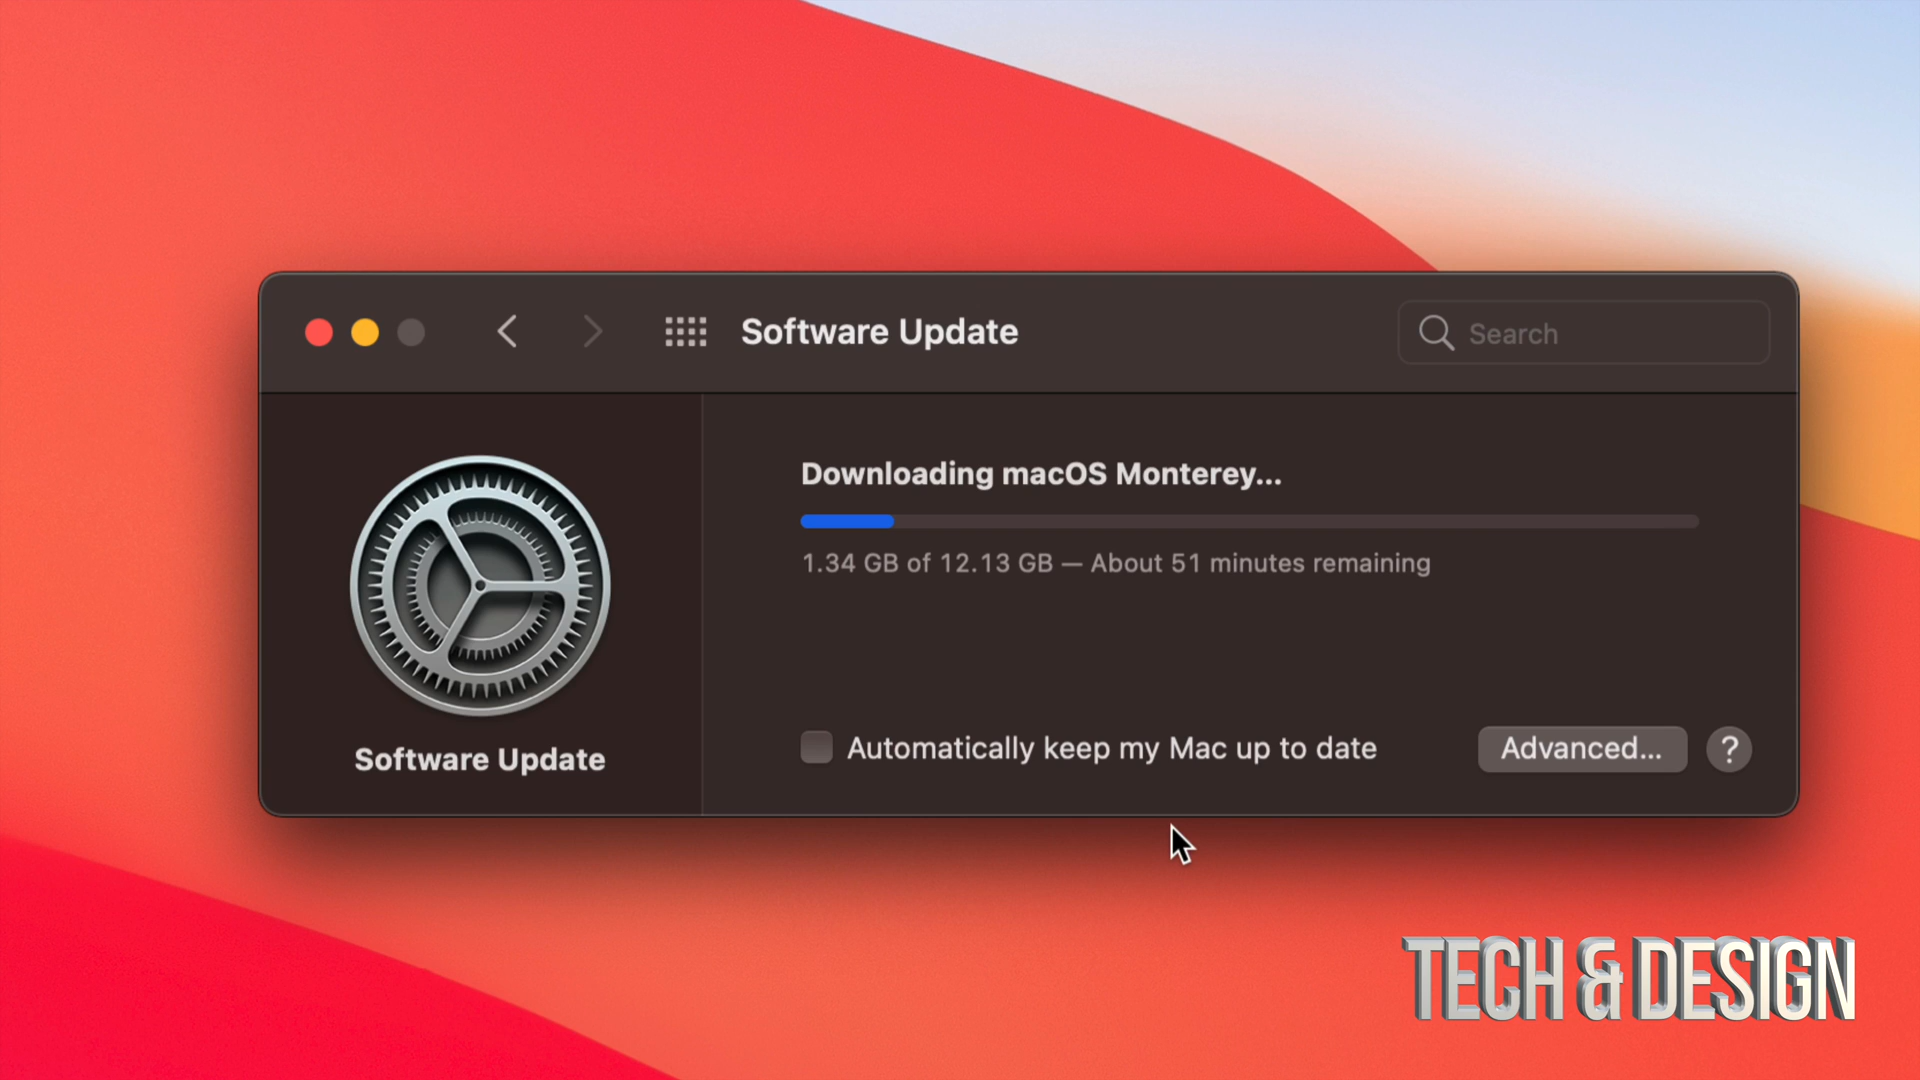 Software Update
Search
Downloading macOS Monterey...
1.34 GB of 12.13 GB — About 51 minutes remaining
Software Update
Automatically keep my Mac up to date
Advanced...
?
TECH & DESIGN